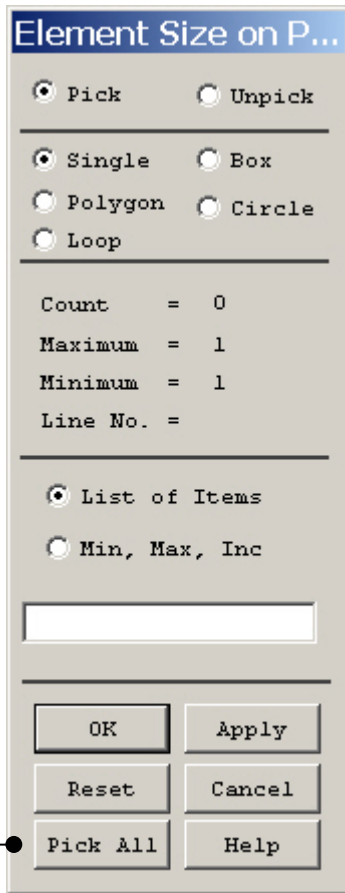 Element Size on P...
Pick Unpick
Single Box
Polygon Circle
Loop
Count = 0
Maximum = 1
Minimum = 1
Line No. =
List of Items
Min, Max, Inc
OK Apply
Reset Cancel
Pick All Help